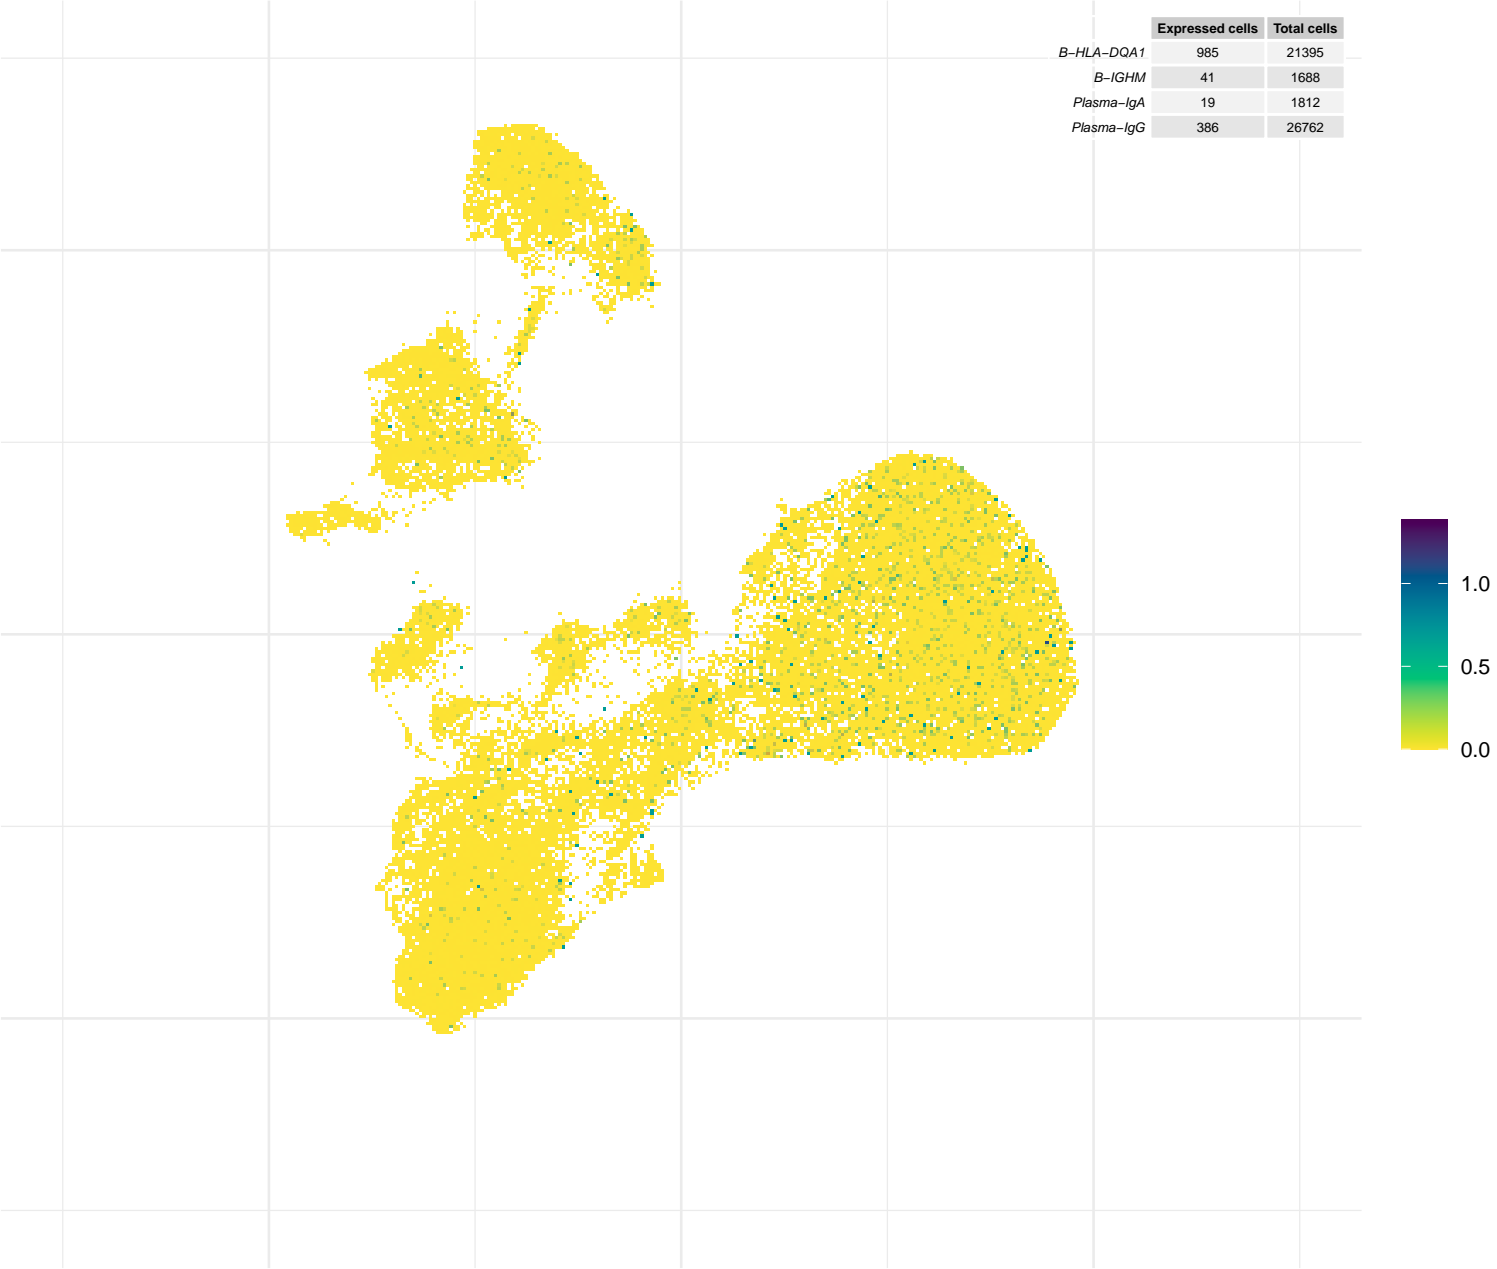 Expressed cells Total cells
B−HLA−DQA1 985 21395
B−IGHM 41 1688
Plasma−IgA 19 1812
Plasma−IgG 386 26762
1.0
0.5
0.0